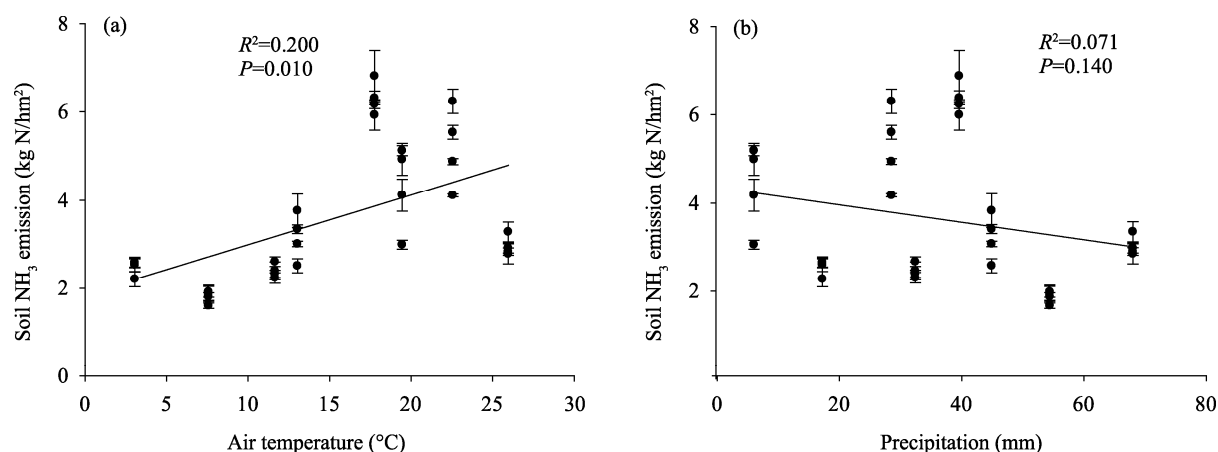 (a)
R²=0.200
P=0.010
Soil NH₃ emission (kg N/hm²)
8
6
4
2
0
0 5 10 15 20 25 30
Air temperature (°C)
(b)
R²=0.071
P=0.140
Soil NH₃ emission (kg N/hm²)
8
6
4
2
0
0 20 40 60 80
Precipitation (mm)